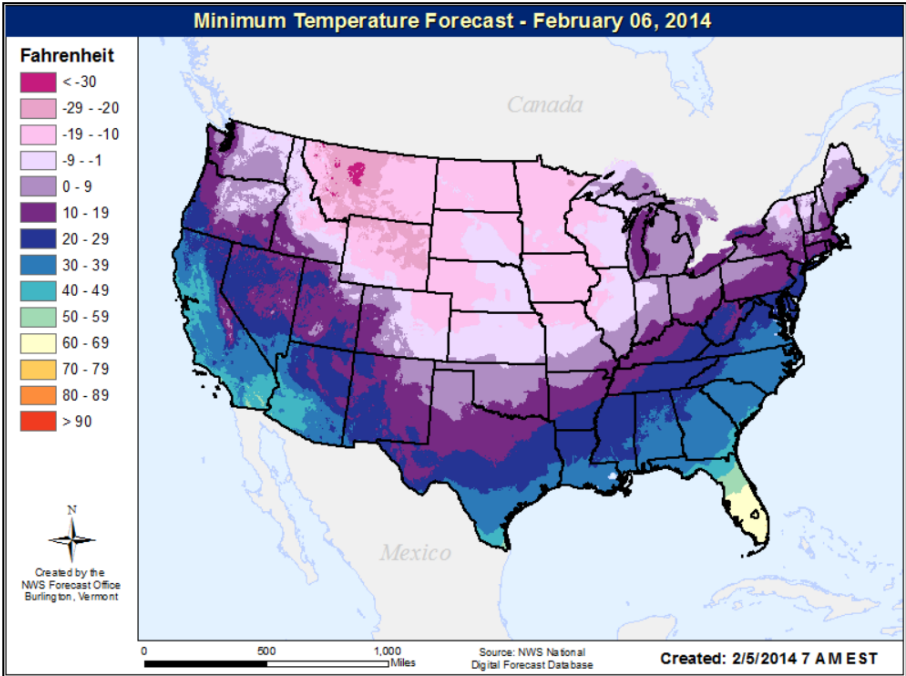 Minimum Temperature Forecast - February 06, 2014
Fahrenheit
< -30
-29 - -20
-19 - -10
-9 - -1
0 - 9
10 - 19
20 - 29
30 - 39
40 - 49
50 - 59
60 - 69
70 - 79
80 - 89
> 90
Canada
Mexico
N
Created by the
NWS Forecast Office
Burlington, Vermont
0 500 1,000
Miles
Source: NWS National
Digital Forecast Database
Created: 2/5/2014 7 AM EST